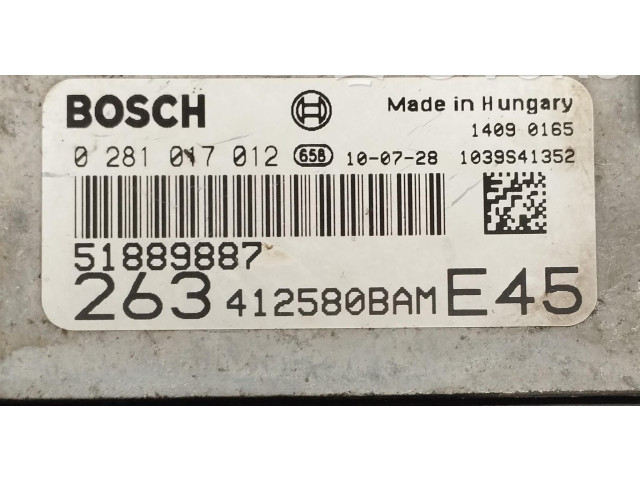 BOSCH Made in Hungary
1409 0165
0 281 017 012 658 10-07-28 1039S41352
51889887
263 412580BAM E45